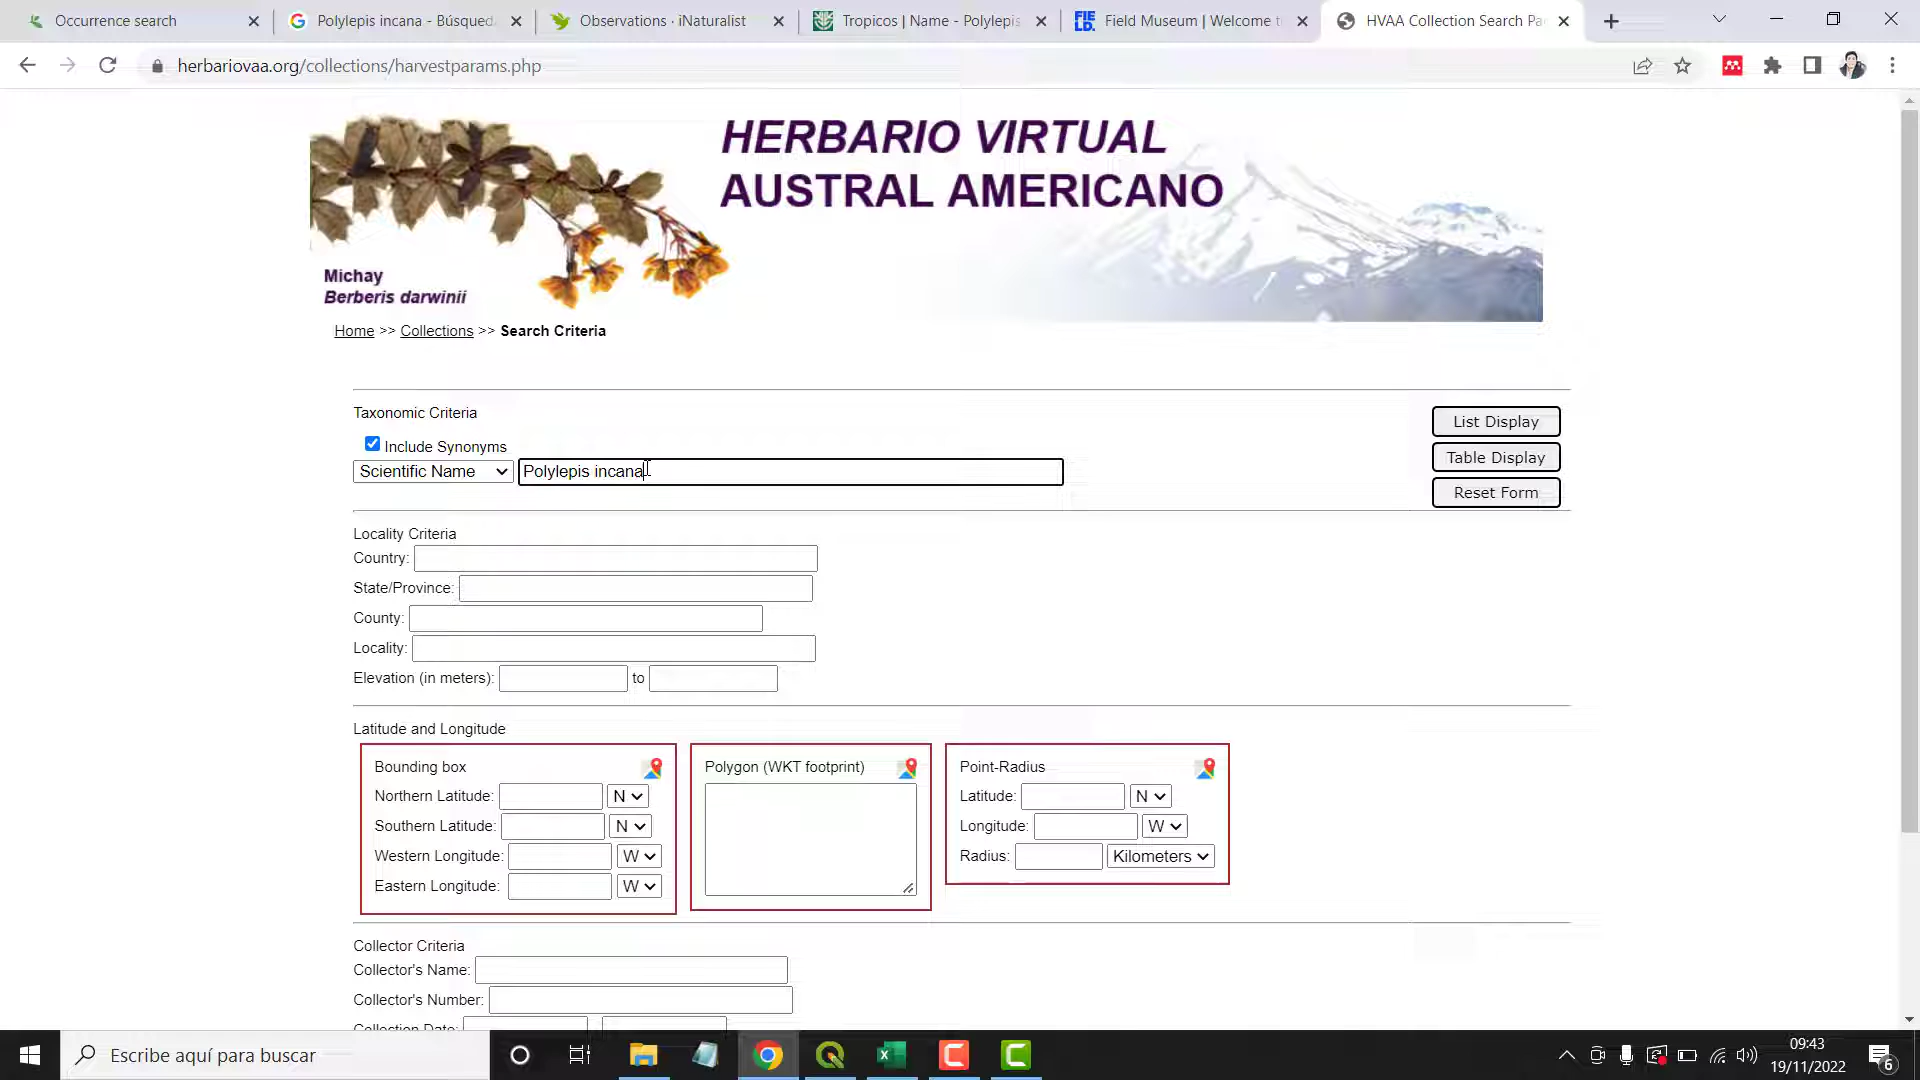 Occurrence search
Polylepis incana - Búsqued
Observations · iNaturalist
Tropicos | Name - Polylepis
Field Museum | Welcome t
HVAA Collection Search Pa
herbariovaa.org/collections/harvestparams.php
HERBARIO VIRTUAL
AUSTRAL AMERICANO
Michay
Berberis darwinii
Home >> Collections >> Search Criteria
Taxonomic Criteria
List Display
Include Synonyms
Table Display
Scientific Name
Polylepis incana
Reset Form
Locality Criteria
Country:
State/Province:
County:
Locality:
Elevation (in meters):
to
Latitude and Longitude
Bounding box
Northern Latitude:
N
Southern Latitude:
N
Western Longitude:
W
Eastern Longitude:
W
Polygon (WKT footprint)
Point-Radius
Latitude:
N
Longitude:
W
Radius:
Kilometers
Collector Criteria
Collector's Name:
Collector's Number:
Collection Date:
Escribe aquí para buscar
09:43
19/11/2022
6